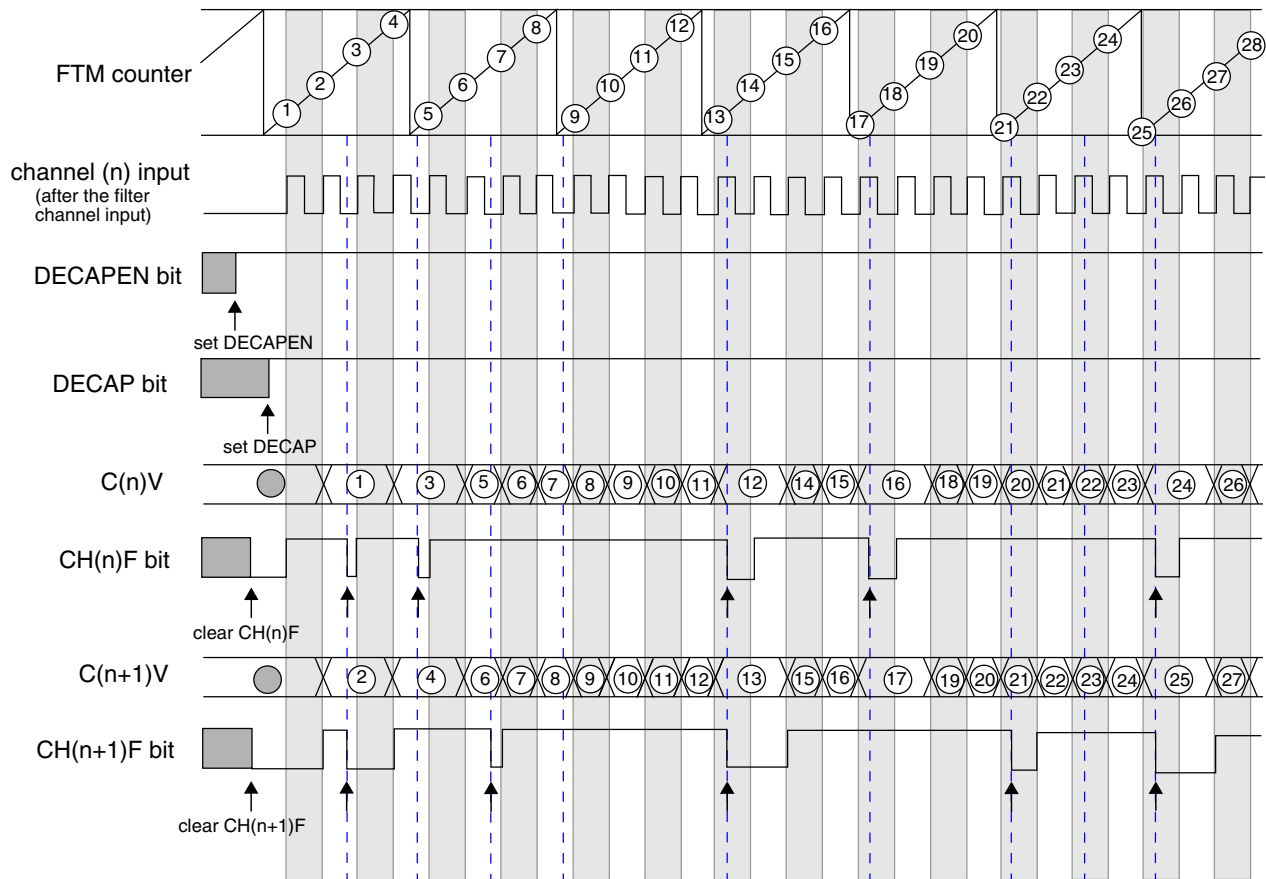 4 8 12 16 20 24 28
3 7 11 15 19 23 27
FTM counter
2 6 10 14 18 22 26
1 5 9 13 17 21 25
channel (n) input
(after the filter
channel input)
DECAPEN bit
set DECAPEN
DECAP bit
set DECAP
C(n)V 1 3 5 6 7 8 9 10 11 12 14 15 16 18 19 20 21 22 23 24 26
CH(n)F bit
clear CH(n)F
C(n+1)V 2 4 6 7 8 9 10 11 12 13 15 16 17 19 20 21 22 23 24 25 27
CH(n+1)F bit
clear CH(n+1)F